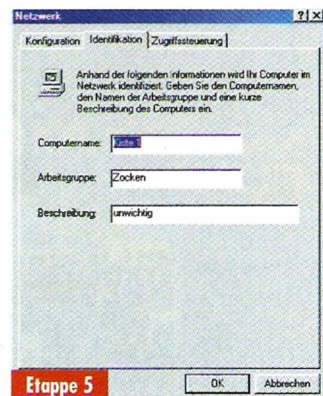 Netzwerk
Konfiguration Identifikation Zugriffssteuerung
Anhand der folgenden Informationen wird Ihr Computer im
Netzwerk identifiziert. Geben Sie den Computernamen,
den Namen der Arbeitsgruppe und eine kurze
Beschreibung des Computers ein.
Computername: Kiste 1
Arbeitsgruppe: Zocken
Beschreibung: unwichtig
Etappe 5 OK Abbrechen